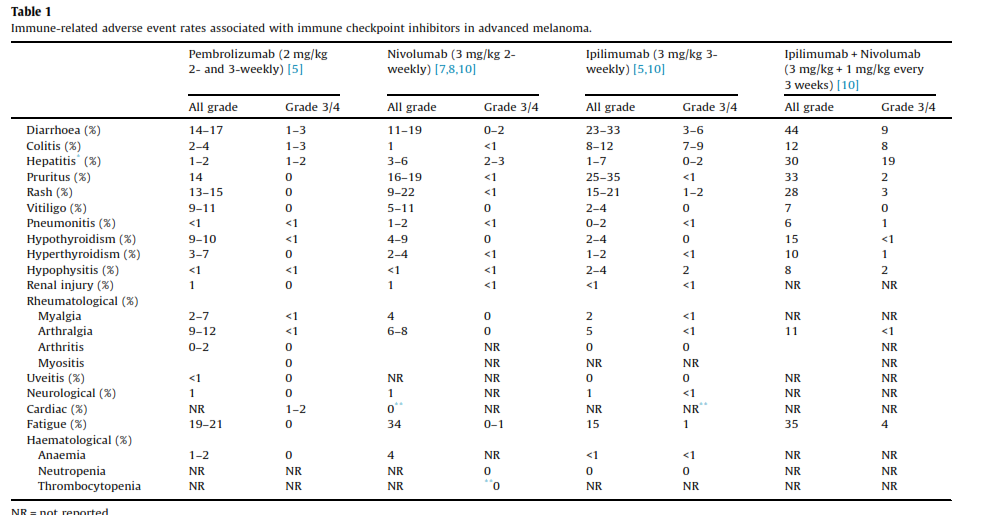 Table 1
Immune-related adverse event rates associated with immune checkpoint inhibitors in advanced melanoma.
Pembrolizumab (2 mg/kg 2- and 3-weekly) [5] Nivolumab (3 mg/kg 2-weekly) [7,8,10] Ipilimumab (3 mg/kg 3-weekly) [5,10] Ipilimumab + Nivolumab (3 mg/kg + 1 mg/kg every 3 weeks) [10]
All grade Grade 3/4 All grade Grade 3/4 All grade Grade 3/4 All grade Grade 3/4
Diarrhoea (%) 14–17 1–3 11–19 0–2 23–33 3–6 44 9
Colitis (%) 2–4 1–3 1 <1 8–12 7–9 12 8
Hepatitis* (%) 1–2 1–2 3–6 2–3 1–7 0–2 30 19
Pruritus (%) 14 0 16–19 <1 25–35 <1 33 2
Rash (%) 13–15 0 9–22 <1 15–21 1–2 28 3
Vitiligo (%) 9–11 0 5–11 0 2–4 0 7 0
Pneumonitis (%) <1 <1 1–2 <1 0–2 <1 6 1
Hypothyroidism (%) 9–10 <1 4–9 0 2–4 0 15 <1
Hyperthyroidism (%) 3–7 0 2–4 <1 1–2 <1 10 1
Hypophysitis (%) <1 <1 <1 <1 2–4 2 8 2
Renal injury (%) 1 0 1 <1 <1 <1 NR NR
Rheumatological (%)
Myalgia 2–7 <1 4 0 2 <1 NR NR
Arthralgia 9–12 <1 6–8 0 5 <1 11 <1
Arthritis 0–2 0 NR 0 0 NR
Myositis 0 NR NR NR NR
Uveitis (%) <1 0 NR NR 0 0 NR NR
Neurological (%) 1 0 1 NR 1 <1 NR NR
Cardiac (%) NR 1–2 0** NR NR NR** NR NR
Fatigue (%) 19–21 0 34 0–1 15 1 35 4
Haematological (%)
Anaemia 1–2 0 4 NR <1 <1 NR NR
Neutropenia NR NR NR 0 0 0 NR NR
Thrombocytopenia NR NR NR **0 NR NR NR NR
NR = not reported